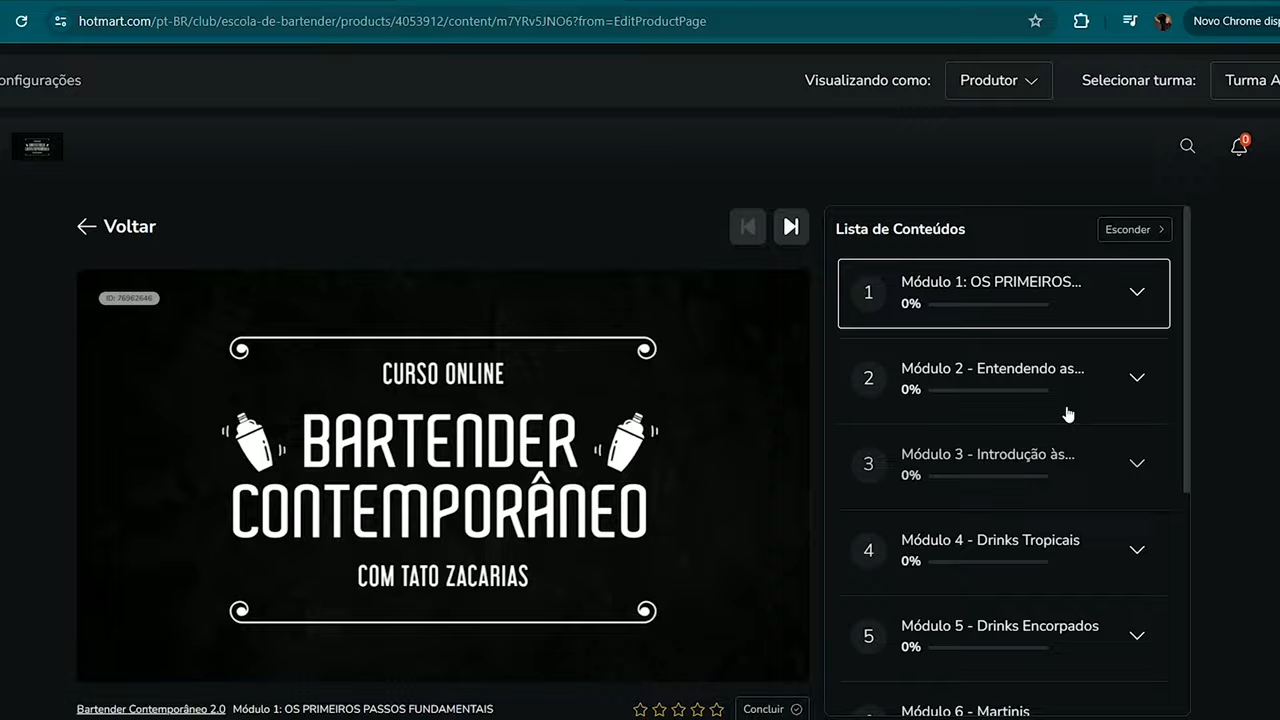 hotmart.com/pt-BR/club/escola-de-bartender/products/4053912/content/m7YRv5JNO6?from=EditProductPage
Novo Chrome disp
onfigurações
Visualizando como:
Produtor
Selecionar turma:
Turma A
0
Voltar
Lista de Conteúdos
Esconder
ID: 76962646
CURSO ONLINE
BARTENDER
CONTEMPORÂNEO
COM TATO ZACARIAS
1
Módulo 1: OS PRIMEIROS...
0%
2
Módulo 2 - Entendendo as...
0%
3
Módulo 3 - Introdução às...
0%
4
Módulo 4 - Drinks Tropicais
0%
5
Módulo 5 - Drinks Encorpados
0%
Módulo 6 - Martinis
Bartender Contemporâneo 2.0 Módulo 1: OS PRIMEIROS PASSOS FUNDAMENTAIS
Concluir